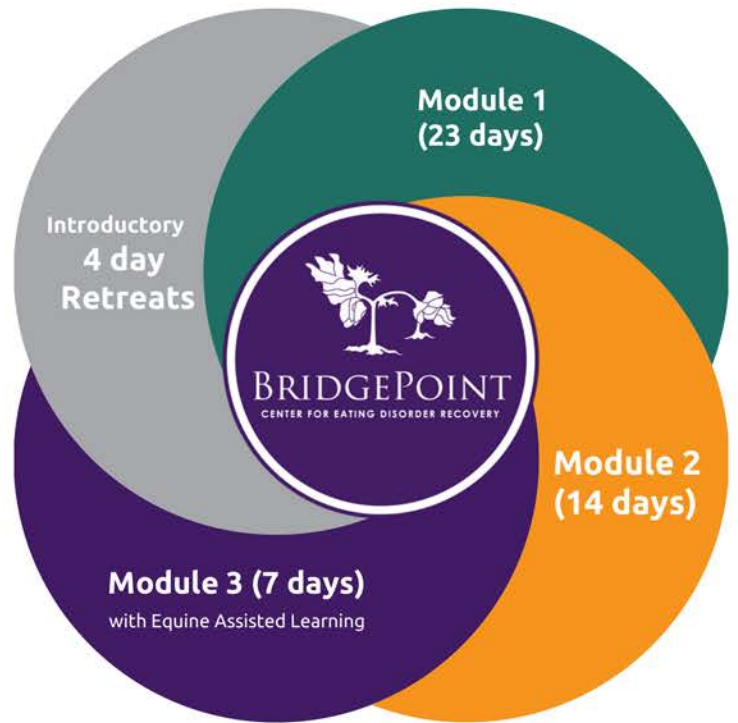 Module 1
(23 days)
Introductory
4 day
Retreats
BRIDGEPOINT
CENTER FOR EATING DISORDER RECOVERY
Module 2
(14 days)
Module 3 (7 days)
with Equine Assisted Learning